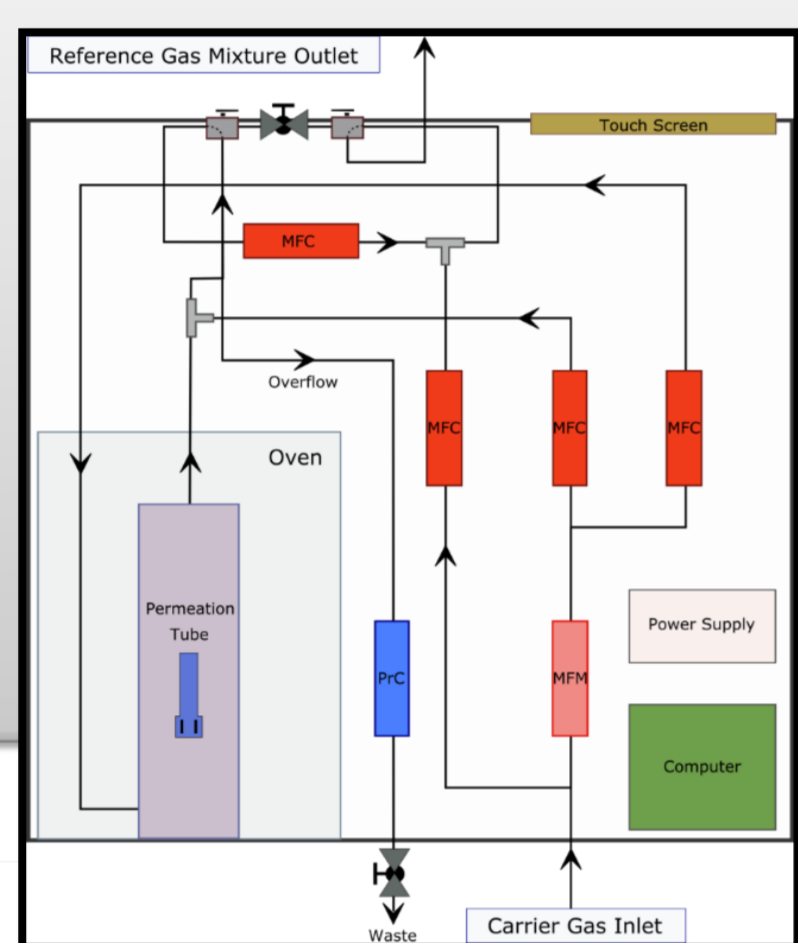 Reference Gas Mixture Outlet
Touch Screen
MFC
Overflow
MFC
MFC
MFC
Oven
Permeation
Tube
Power Supply
PrC
MFM
Computer
Waste
Carrier Gas Inlet